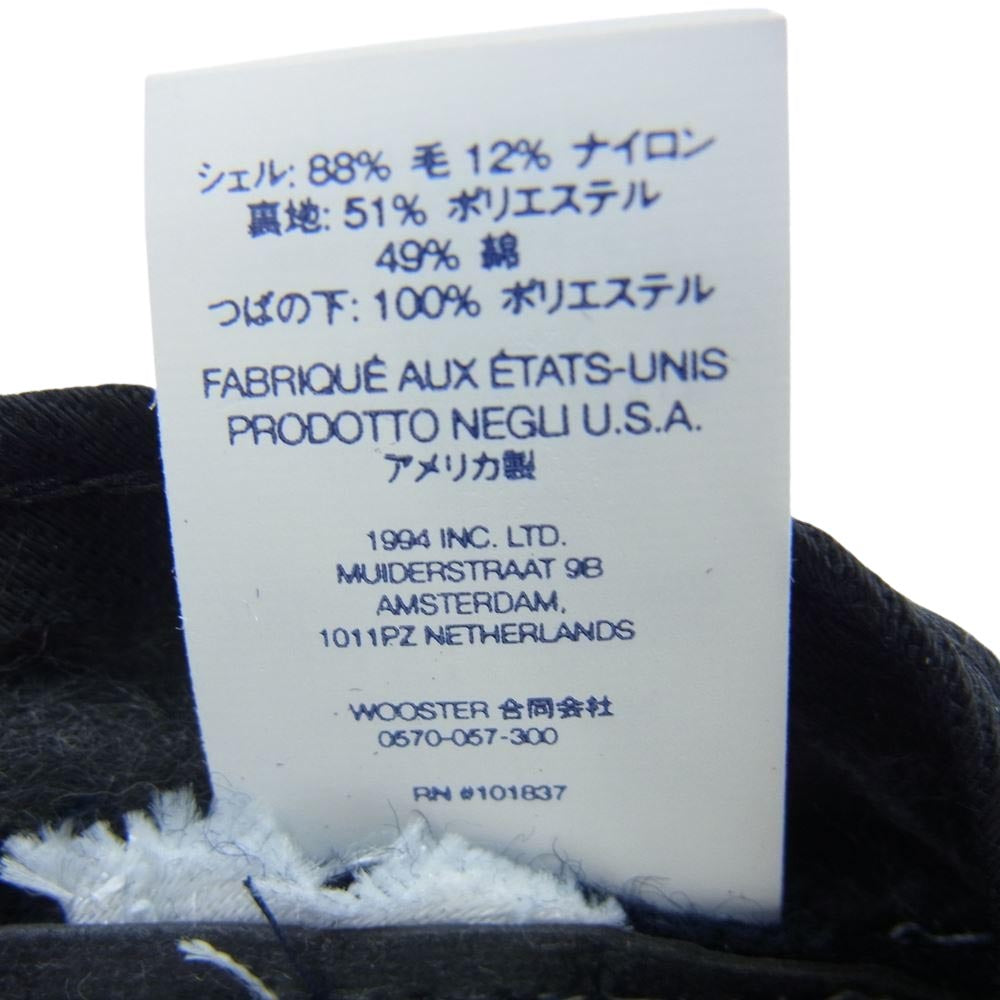 シェル: 88% 毛 12% ナイロン
裏地: 51% ポリエステル
49% 綿
つばの下: 100% ポリエステル
FABRIQUÉ AUX ÉTATS-UNIS
PRODOTTO NEGLI U.S.A.
アメリカ製
1994 INC. LTD.
MUIDERSTRAAT 9B
AMSTERDAM,
1011PZ NETHERLANDS
WOOSTER 合同会社
0570-057-300
RN #101837